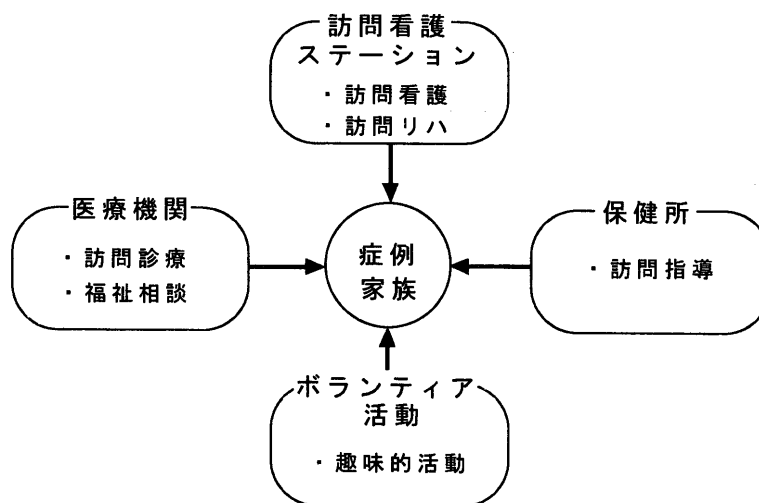 訪問看護
ステーション
・訪問看護
・訪問リハ
医療機関
・訪問診療
・福祉相談
症例
家族
保健所
・訪問指導
ボランティア
活動
・趣味的活動